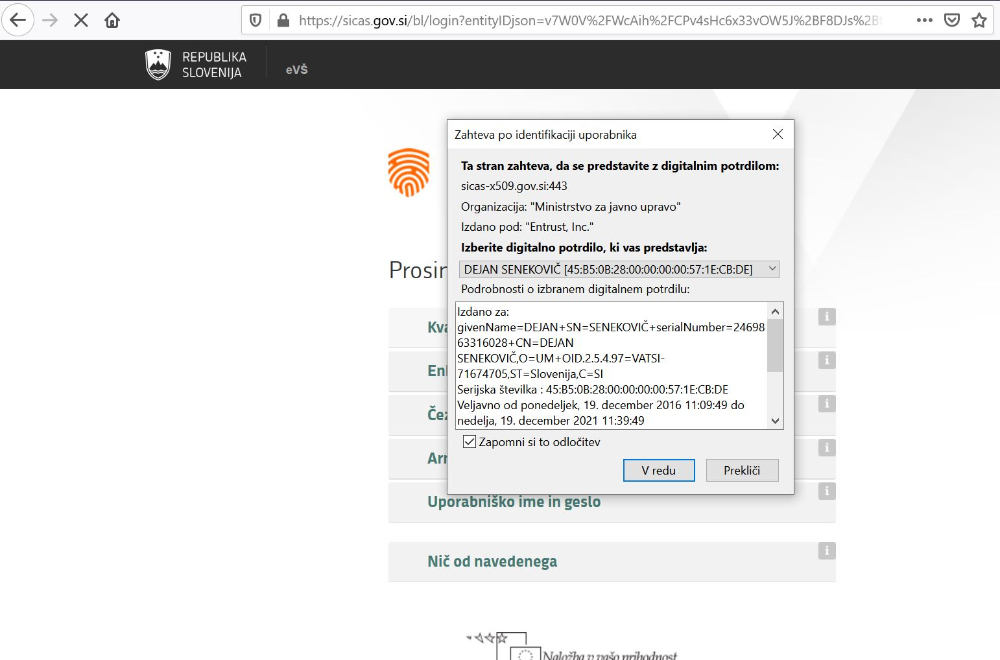 https://sicas.gov.si/bl/login?entityIDjson=v7W0V%2FWcAih%2FCPv4sHc6x33vOW5J%2BF8DJs%2B
REPUBLIKA
SLOVENIJA
eVŠ
Zahteva po identifikaciji uporabnika
Ta stran zahteva, da se predstavite z digitalnim potrdilom:
sicas-x509.gov.si:443
Organizacija: "Ministrstvo za javno upravo"
Izdano pod: "Entrust, Inc."
Izberite digitalno potrdilo, ki vas predstavlja:
DEJAN SENEKOVIČ [45:B5:0B:28:00:00:00:00:57:1E:CB:DE]
Podrobnosti o izbranem digitalnem potrdilu:
Izdano za:
givenName=DEJAN+SN=SENEKOVIČ+serialNumber=24698
63316028+CN=DEJAN
SENEKOVIČ,O=UM+OID.2.5.4.97=VATSI-
71674705,ST=Slovenija,C=SI
Serijska številka : 45:B5:0B:28:00:00:00:00:57:1E:CB:DE
Veljavno od ponedeljek, 19. december 2016 11:09:49 do
nedelja, 19. december 2021 11:39:49
Zapomni si to odločitev
V redu
Prekliči
Uporabniško ime in geslo
Nič od navedenega
Naložba v vašo prihodnost